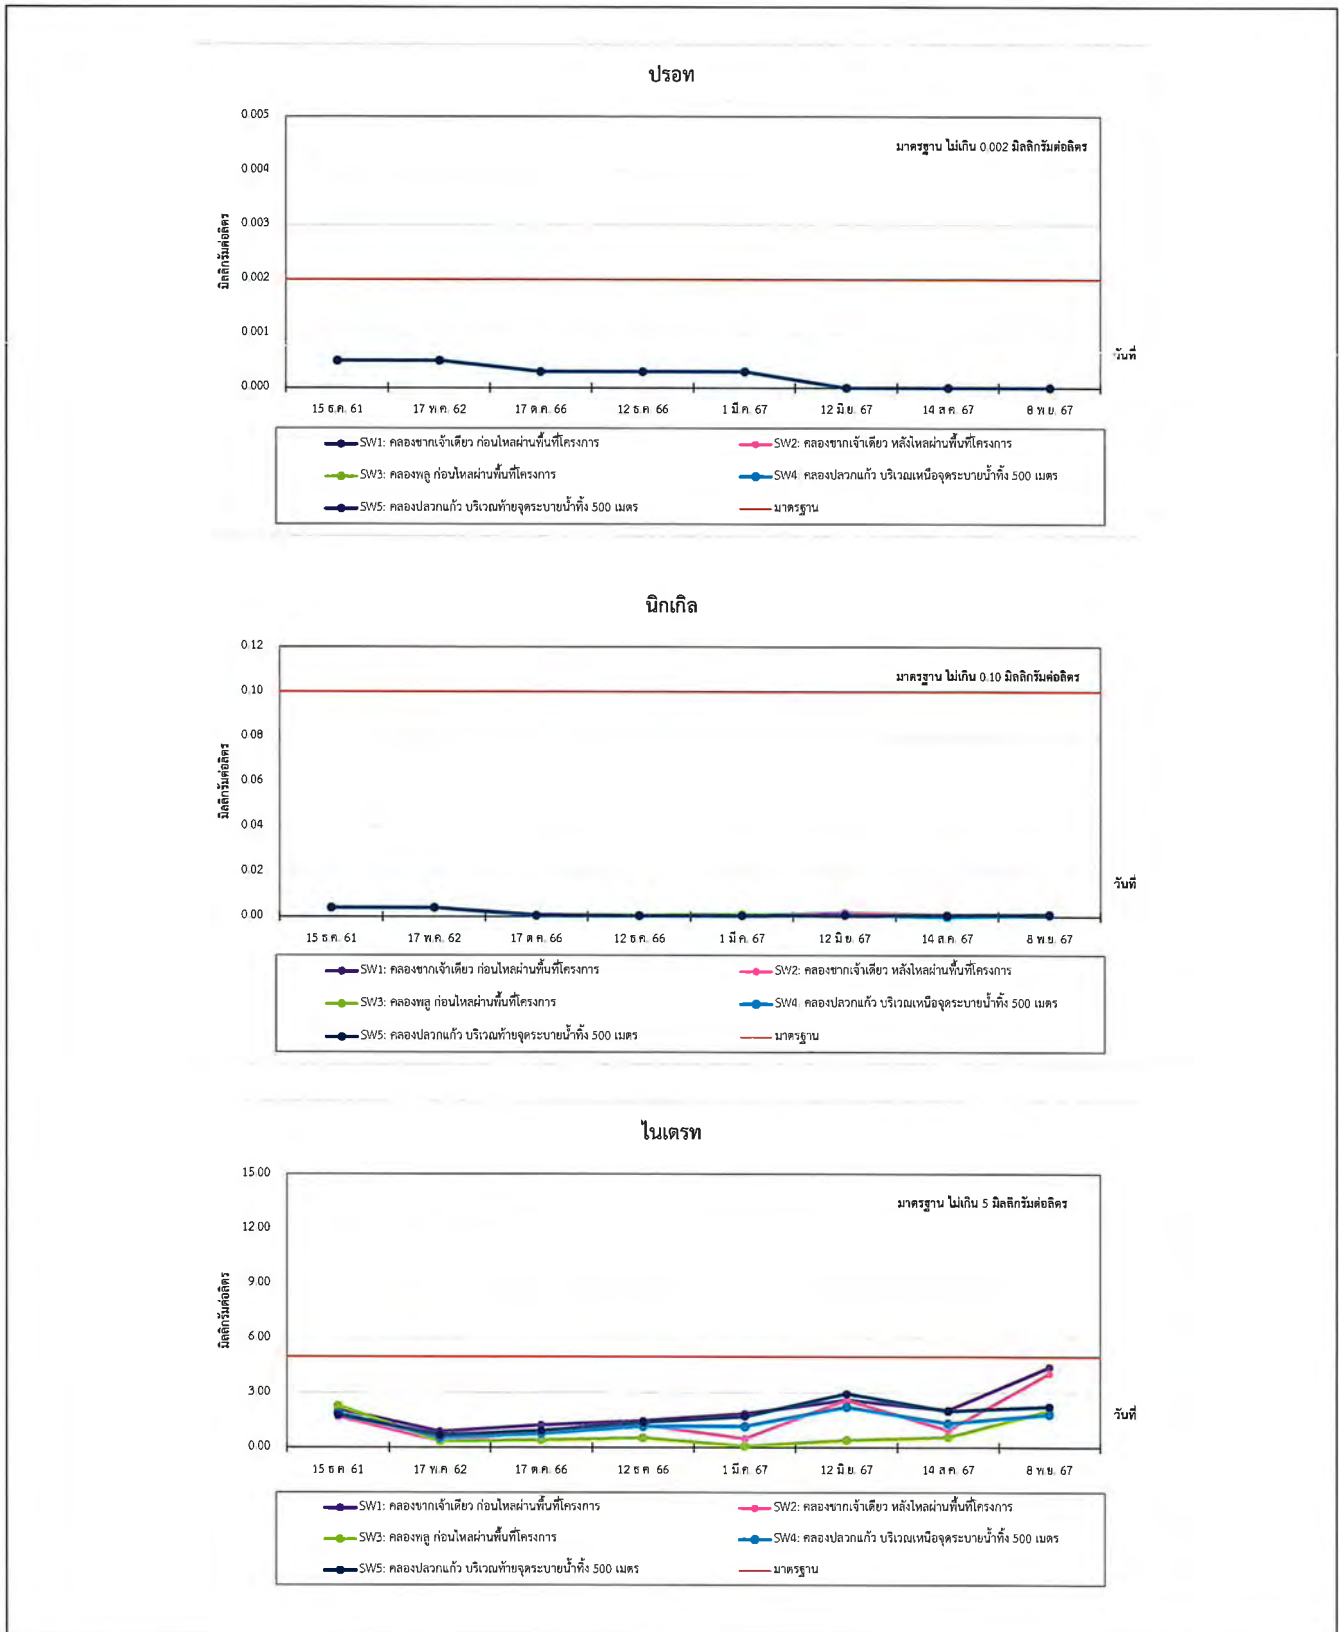 ปรอท
0.005
มาตรฐาน ไม่เกิน 0.002 มิลลิกรัมต่อลิตร
0.004
0.003
มิลลิกรัมต่อลิตร
0.002
0.001
วันที่
0.000
15 ธ.ค. 61 17 พ.ค. 62 17 ต.ค. 66 12 ธ.ค. 66 1 มี.ค. 67 12 มิ.ย. 67 14 ส.ค. 67 8 พ.ย. 67
SW1: คลองชากเจ้าเดียว ก่อนไหลผ่านพื้นที่โครงการ SW2: คลองชากเจ้าเดียว หลังไหลผ่านพื้นที่โครงการ
SW3: คลองพลู ก่อนไหลผ่านพื้นที่โครงการ SW4: คลองปลวกแก้ว บริเวณเหนือจุดระบายน้ำทิ้ง 500 เมตร
SW5: คลองปลวกแก้ว บริเวณท้ายจุดระบายน้ำทิ้ง 500 เมตร มาตรฐาน
นิกเกิล
0.12
มาตรฐาน ไม่เกิน 0.10 มิลลิกรัมต่อลิตร
0.10
0.08
มิลลิกรัมต่อลิตร
0.06
0.04
0.02
วันที่
0.00
15 ธ.ค. 61 17 พ.ค. 62 17 ต.ค. 66 12 ธ.ค. 66 1 มี.ค. 67 12 มิ.ย. 67 14 ส.ค. 67 8 พ.ย. 67
SW1: คลองชากเจ้าเดียว ก่อนไหลผ่านพื้นที่โครงการ SW2: คลองชากเจ้าเดียว หลังไหลผ่านพื้นที่โครงการ
SW3: คลองพลู ก่อนไหลผ่านพื้นที่โครงการ SW4: คลองปลวกแก้ว บริเวณเหนือจุดระบายน้ำทิ้ง 500 เมตร
SW5: คลองปลวกแก้ว บริเวณท้ายจุดระบายน้ำทิ้ง 500 เมตร มาตรฐาน
ไนเตรท
15.00
มาตรฐาน ไม่เกิน 5 มิลลิกรัมต่อลิตร
12.00
9.00
มิลลิกรัมต่อลิตร
6.00
3.00
วันที่
0.00
15 ธ.ค. 61 17 พ.ค. 62 17 ต.ค. 66 12 ธ.ค. 66 1 มี.ค. 67 12 มิ.ย. 67 14 ส.ค. 67 8 พ.ย. 67
SW1: คลองชากเจ้าเดียว ก่อนไหลผ่านพื้นที่โครงการ SW2: คลองชากเจ้าเดียว หลังไหลผ่านพื้นที่โครงการ
SW3: คลองพลู ก่อนไหลผ่านพื้นที่โครงการ SW4: คลองปลวกแก้ว บริเวณเหนือจุดระบายน้ำทิ้ง 500 เมตร
SW5: คลองปลวกแก้ว บริเวณท้ายจุดระบายน้ำทิ้ง 500 เมตร มาตรฐาน